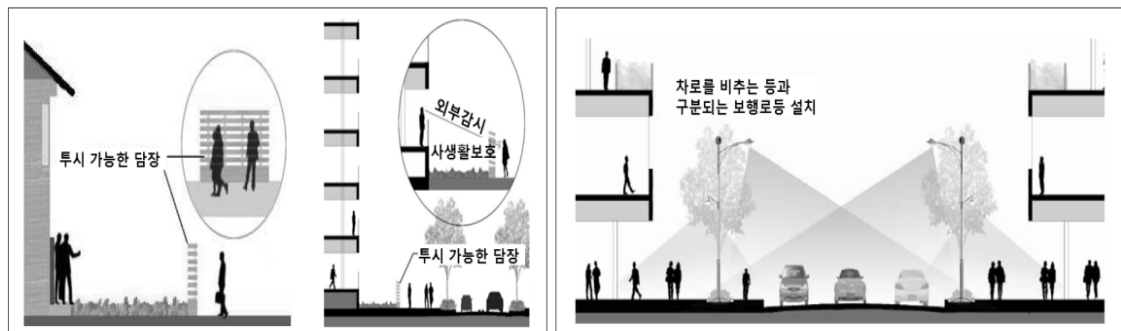 투시 가능한 담장
외부감시
사생활보호
투시 가능한 담장
차로를 비추는 등과
구분되는 보행로등 설치